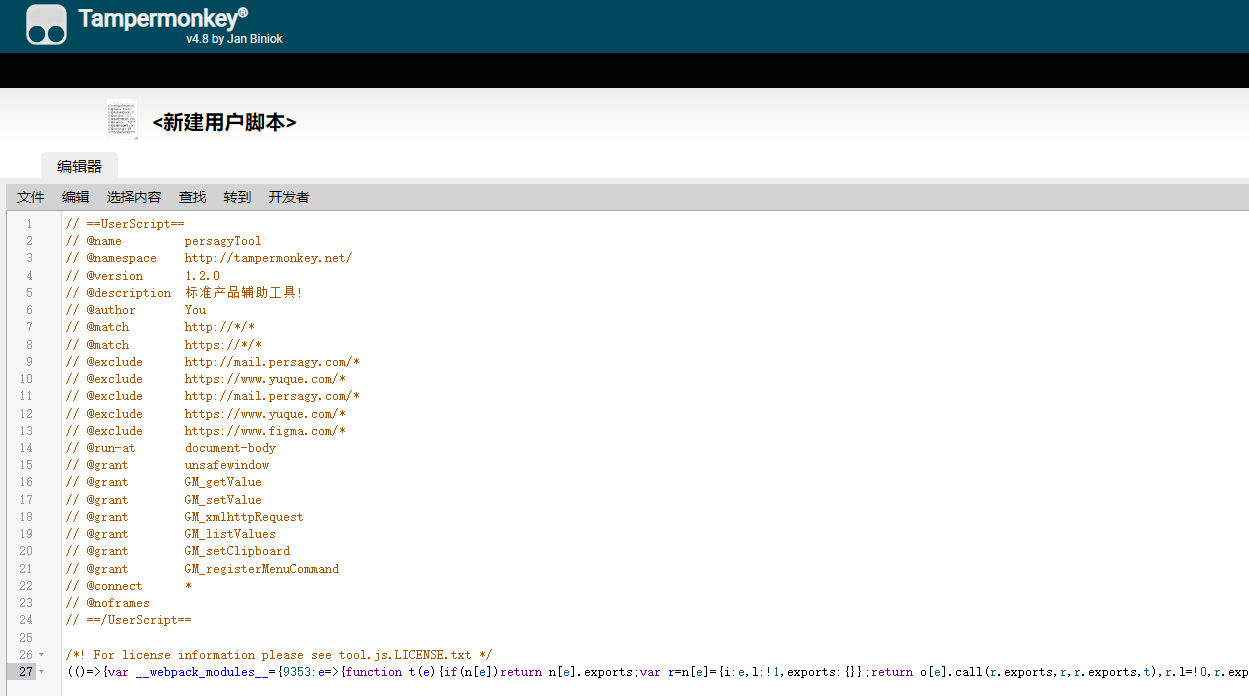 Tampermonkey®
v4.8 by Jan Biniok
<新建用户脚本>
编辑器
文件 编辑 选择内容 查找 转到 开发者
1 // ==UserScript==
2 // @name persagyTool
3 // @namespace http://tampermonkey.net/
4 // @version 1.2.0
5 // @description 标准产品辅助工具!
6 // @author You
7 // @match http://*/*
8 // @match https://*/*
9 // @exclude http://mail.persagy.com/*
10 // @exclude https://www.yuque.com/*
11 // @exclude http://mail.persagy.com/*
12 // @exclude https://www.yuque.com/*
13 // @exclude https://www.figma.com/*
14 // @run-at document-body
15 // @grant unsafewindow
16 // @grant GM_getValue
17 // @grant GM_setValue
18 // @grant GM_xmlhttpRequest
19 // @grant GM_listValues
20 // @grant GM_setClipboard
21 // @grant GM_registerMenuCommand
22 // @connect *
23 // @noframes
24 // ==/UserScript==
25
26 /*! For license information please see tool.js.LICENSE.txt */
27 (()=>{var __webpack_modules__={9353:e=>{function t(e){if(n[e])return n[e].exports;var r=n[e]={i:e,l:!1,exports:{}};return o[e].call(r.exports,r,r.exports,t),r.l=!0,r.exp